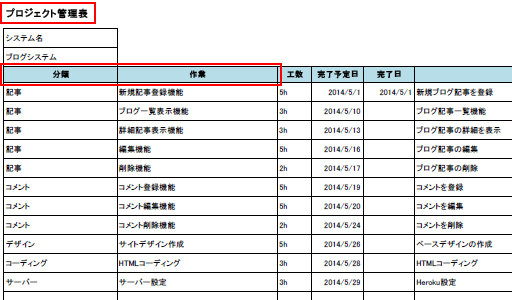 プロジェクト管理表
システム名
ブログシステム
分類 作業 工数 完了予定日 完了日
記事 新規記事登録機能 5h 2014/5/1 2014/5/1 新規ブログ記事を登録
記事 ブログ一覧表示機能 3h 2014/5/10 ブログ記事一覧機能
記事 詳細記事表示機能 3h 2014/5/13 ブログ記事の詳細を表示
記事 編集機能 5h 2014/5/16 ブログ記事の編集
記事 削除機能 2h 2014/5/17 ブログ記事の削除
コメント コメント登録機能 5h 2014/5/19 コメントを登録
コメント コメント編集機能 5h 2014/5/20 コメントを編集
コメント コメント削除機能 2h 2014/5/24 コメントを削除
デザイン サイトデザイン作成 5h 2014/5/26 ベースデザインの作成
コーディング HTMLコーディング 3h 2014/5/28 HTMLコーディング
サーバー サーバー設定 3h 2014/5/29 Heroku設定